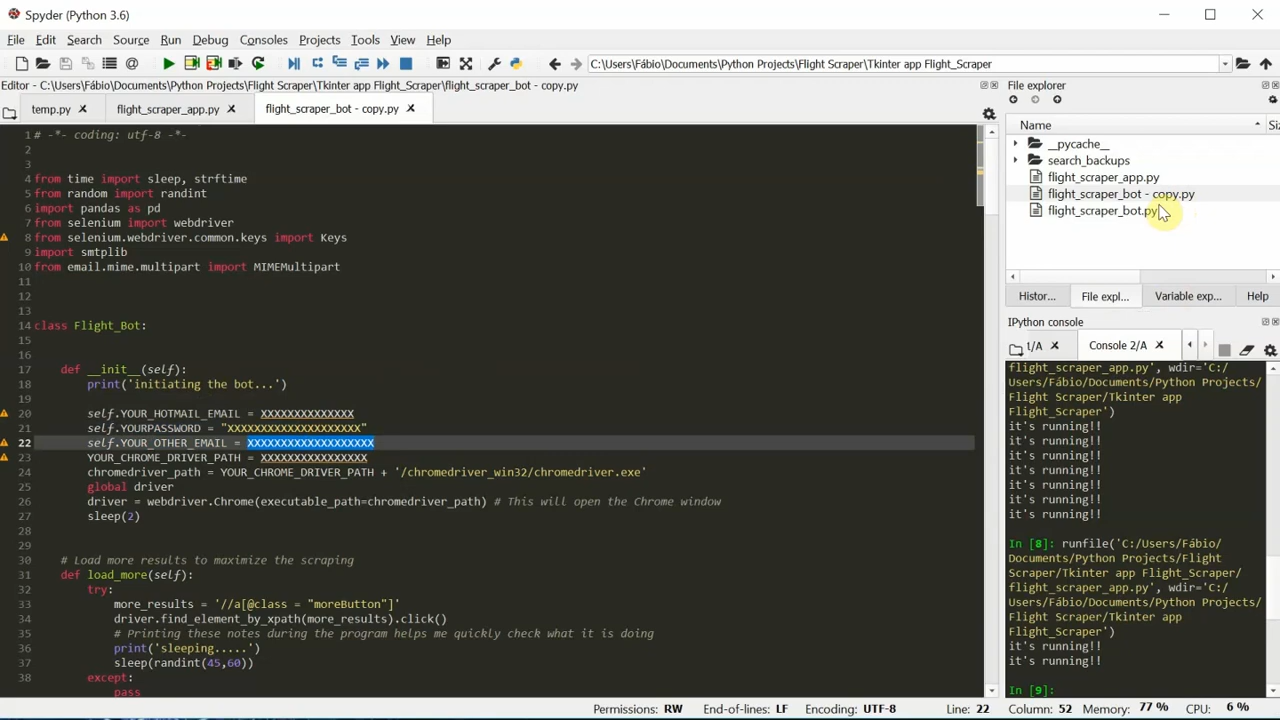 Spyder (Python 3.6)
File Edit Search Source Run Debug Consoles Projects Tools View Help
C:\Users\Fábio\Documents\Python Projects\Flight Scraper\Tkinter app Flight_Scraper
Editor - C:\Users\Fábio\Documents\Python Projects\Flight Scraper\Tkinter app Flight_Scraper\flight_scraper_bot - copy.py
temp.py flight_scraper_app.py flight_scraper_bot - copy.py
1 # -*- coding: utf-8 -*-
2
3
4 from time import sleep, strftime
5 from random import randint
6 import pandas as pd
7 from selenium import webdriver
8 from selenium.webdriver.common.keys import Keys
9 import smtplib
10 from email.mime.multipart import MIMEMultipart
11
12
13
14 class Flight_Bot:
15
16
17 def __init__(self):
18 print('initiating the bot...')
19
20 self.YOUR_HOTMAIL_EMAIL = XXXXXXXXXXXXXX
21 self.YOURPASSWORD = "XXXXXXXXXXXXXXXXXXXX"
22 self.YOUR_OTHER_EMAIL = XXXXXXXXXXXXXXXXXXX
23 YOUR_CHROME_DRIVER_PATH = XXXXXXXXXXXXXXXX
24 chromedriver_path = YOUR_CHROME_DRIVER_PATH + '/chromedriver_win32/chromedriver.exe'
25 global driver
26 driver = webdriver.Chrome(executable_path=chromedriver_path) # This will open the Chrome window
27 sleep(2)
28
29
30 # Load more results to maximize the scraping
31 def load_more(self):
32 try:
33 more_results = '//a[@class = "moreButton"]'
34 driver.find_element_by_xpath(more_results).click()
35 # Printing these notes during the program helps me quickly check what it is doing
36 print('sleeping.....')
37 sleep(randint(45,60))
38 except:
pass
File explorer
Name Siz
__pycache__
search_backups
flight_scraper_app.py
flight_scraper_bot - copy.py
flight_scraper_bot.py
Histor... File expl... Variable exp... Help
IPython console
1/A Console 2/A
flight_scraper_app.py', wdir='C:/
Users/Fábio/Documents/Python Projects/
Flight Scraper/Tkinter app
Flight_Scraper')
it's running!!
it's running!!
it's running!!
it's running!!
it's running!!
it's running!!
it's running!!
In [8]: runfile('C:/Users/Fábio/
Documents/Python Projects/Flight
Scraper/Tkinter app Flight_Scraper/
flight_scraper_app.py', wdir='C:/
Users/Fábio/Documents/Python Projects/
Flight Scraper/Tkinter app
Flight_Scraper')
it's running!!
it's running!!
In [9]:
Permissions: RW End-of-lines: LF Encoding: UTF-8 Line: 22 Column: 52 Memory: 77 % CPU: 6 %